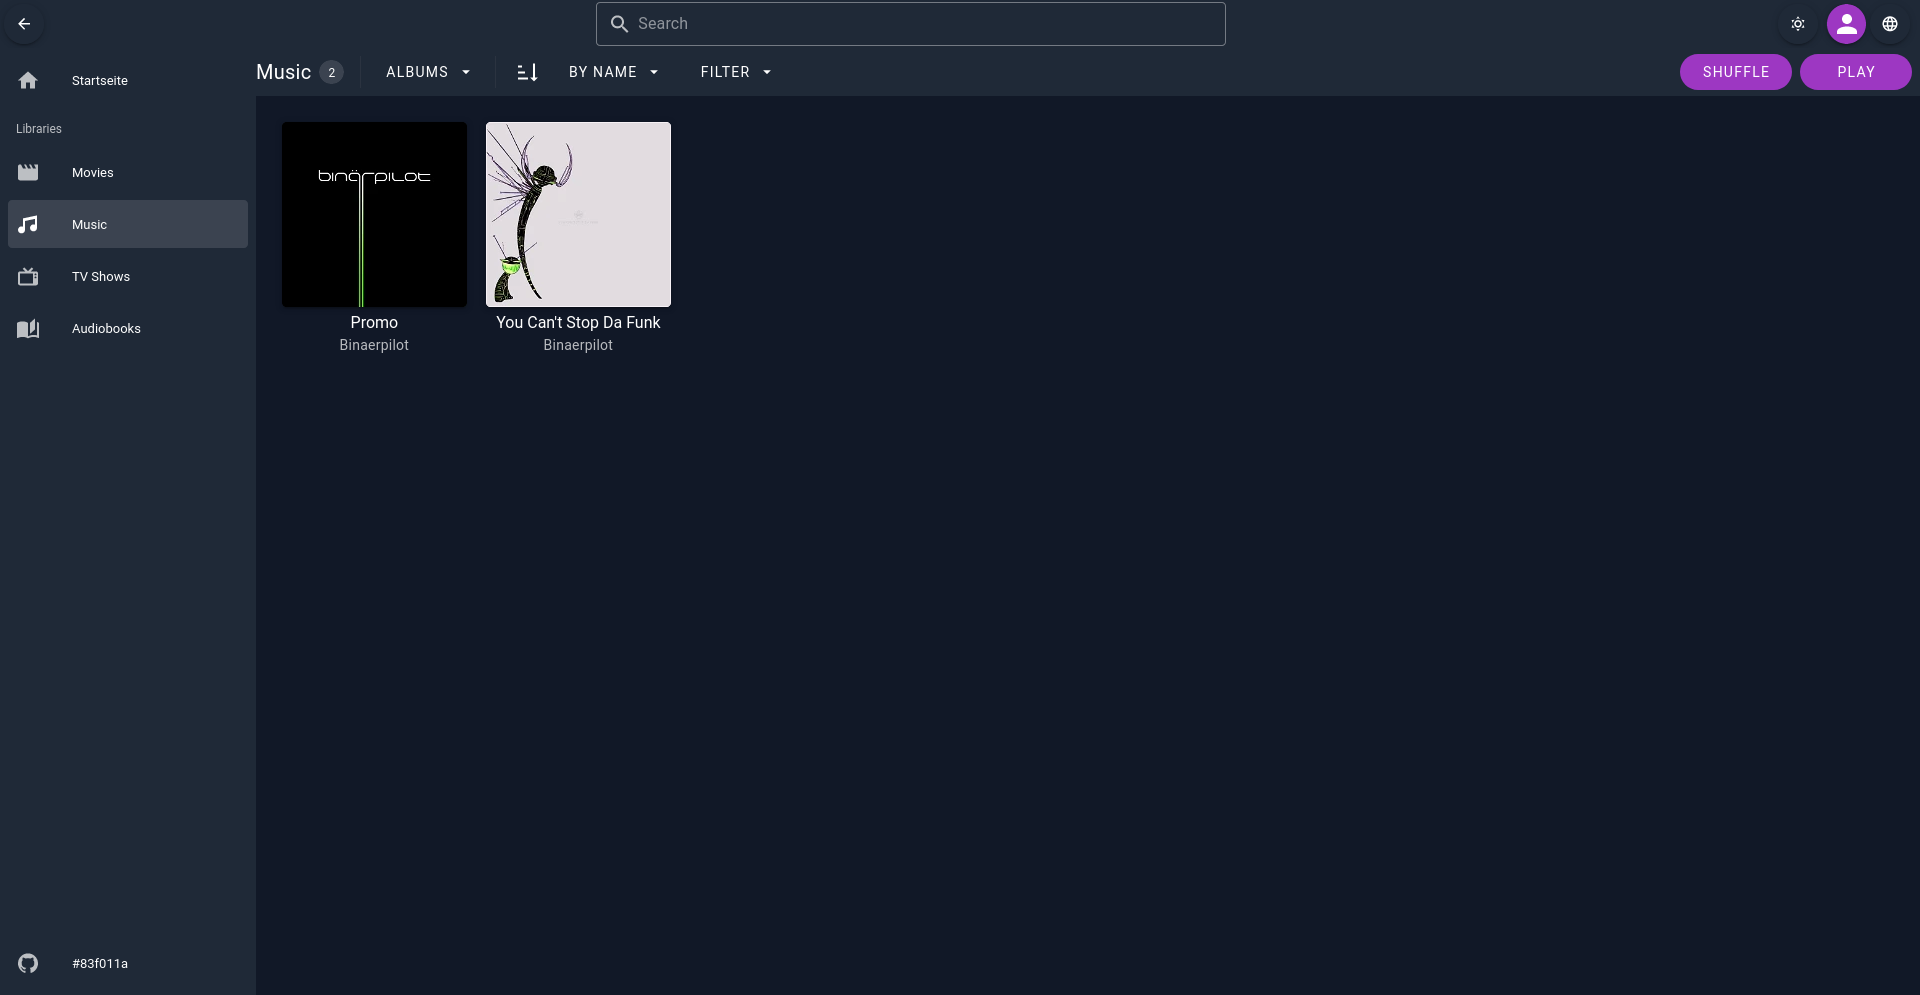 Search
Startseite
Libraries
Movies
Music
TV Shows
Audiobooks
#83f011a
Music 2
ALBUMS
BY NAME
FILTER
SHUFFLE
PLAY
binärpilot
Promo
Binaerpilot
You Can't Stop Da Funk
Binaerpilot